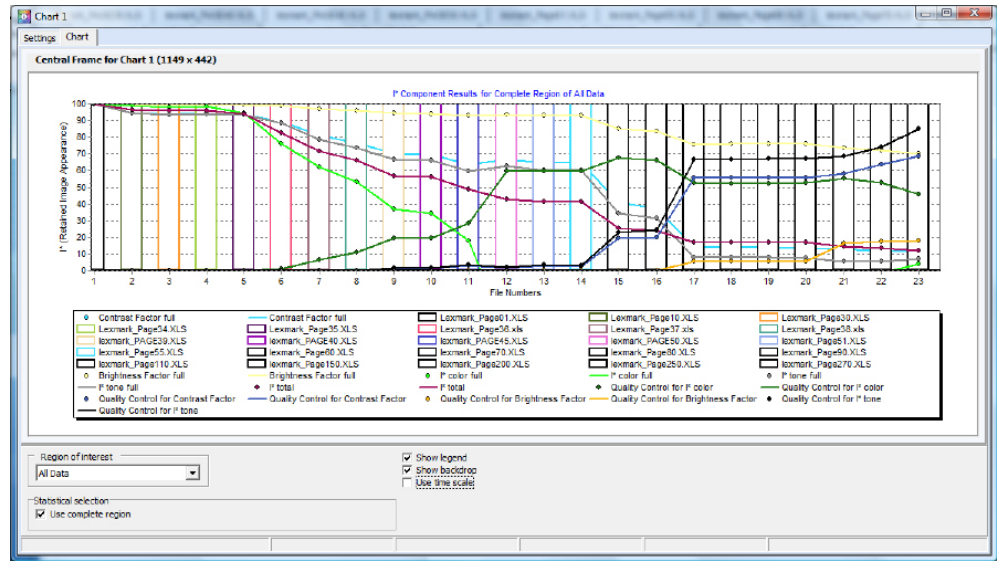 Chart 1
Settings Chart
Central Frame for Chart 1 (1149 x 442)
I* Component Results for Complete Region of All Data
I* (Retained Image Appearance)
100
90
80
70
60
50
40
30
20
10
0
1 2 3 4 5 6 7 8 9 10 11 12 13 14 15 16 17 18 19 20 21 22 23
File Numbers
Contrast Factor full Contrast Factor full Lexmark_Page01.XLS Lexmark_Page10.XLS Lexmark_Page30.XLS
Lexmark_Page34.XLS Lexmark_Page35.XLS Lexmark_Page36.xls Lexmark_Page37.xls Lexmark_Page38.xls
lexmark_PAGE39.XLS lexmark_PAGE40.XLS lexmark_PAGE45.XLS lexmark_PAGE50.XLS lexmark_Page51.XLS
lexmark_Page55.XLS lexmark_Page60.XLS lexmark_Page70.XLS lexmark_Page80.XLS lexmark_Page90.XLS
lexmark_Page110.XLS lexmark_Page150.XLS lexmark_Page200.XLS lexmark_Page250.XLS lexmark_Page270.XLS
Brightness Factor full Brightness Factor full I* color full I* color full I* tone full
I* tone full I* total I* total Quality Control for I* color Quality Control for I* color
Quality Control for Contrast Factor Quality Control for Contrast Factor Quality Control for Brightness Factor Quality Control for Brightness Factor Quality Control for I* tone
Quality Control for I* tone
Region of interest
All Data
Show legend
Show backdrop
Use time scale
Statistical selection
Use complete region